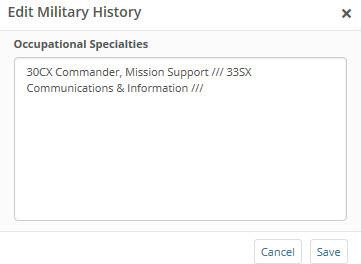 Edit Military History
Occupational Specialties
30CX Commander, Mission Support /// 33SX
Communications & Information ///
Cancel
Save